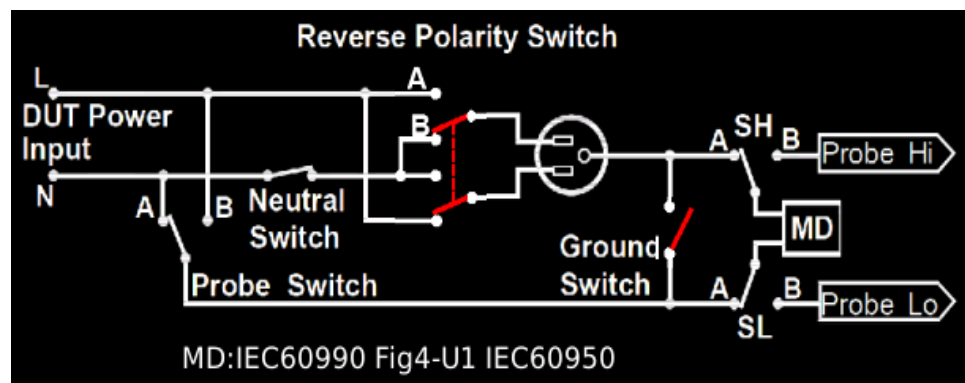 Reverse Polarity Switch
L
A
DUT Power
Input
B
N
A
B
Neutral
Switch
A
SH
B
Probe Hi
MD
Ground
Switch
Probe Switch
A
B
Probe Lo
SL
MD:IEC60990 Fig4-U1 IEC60950